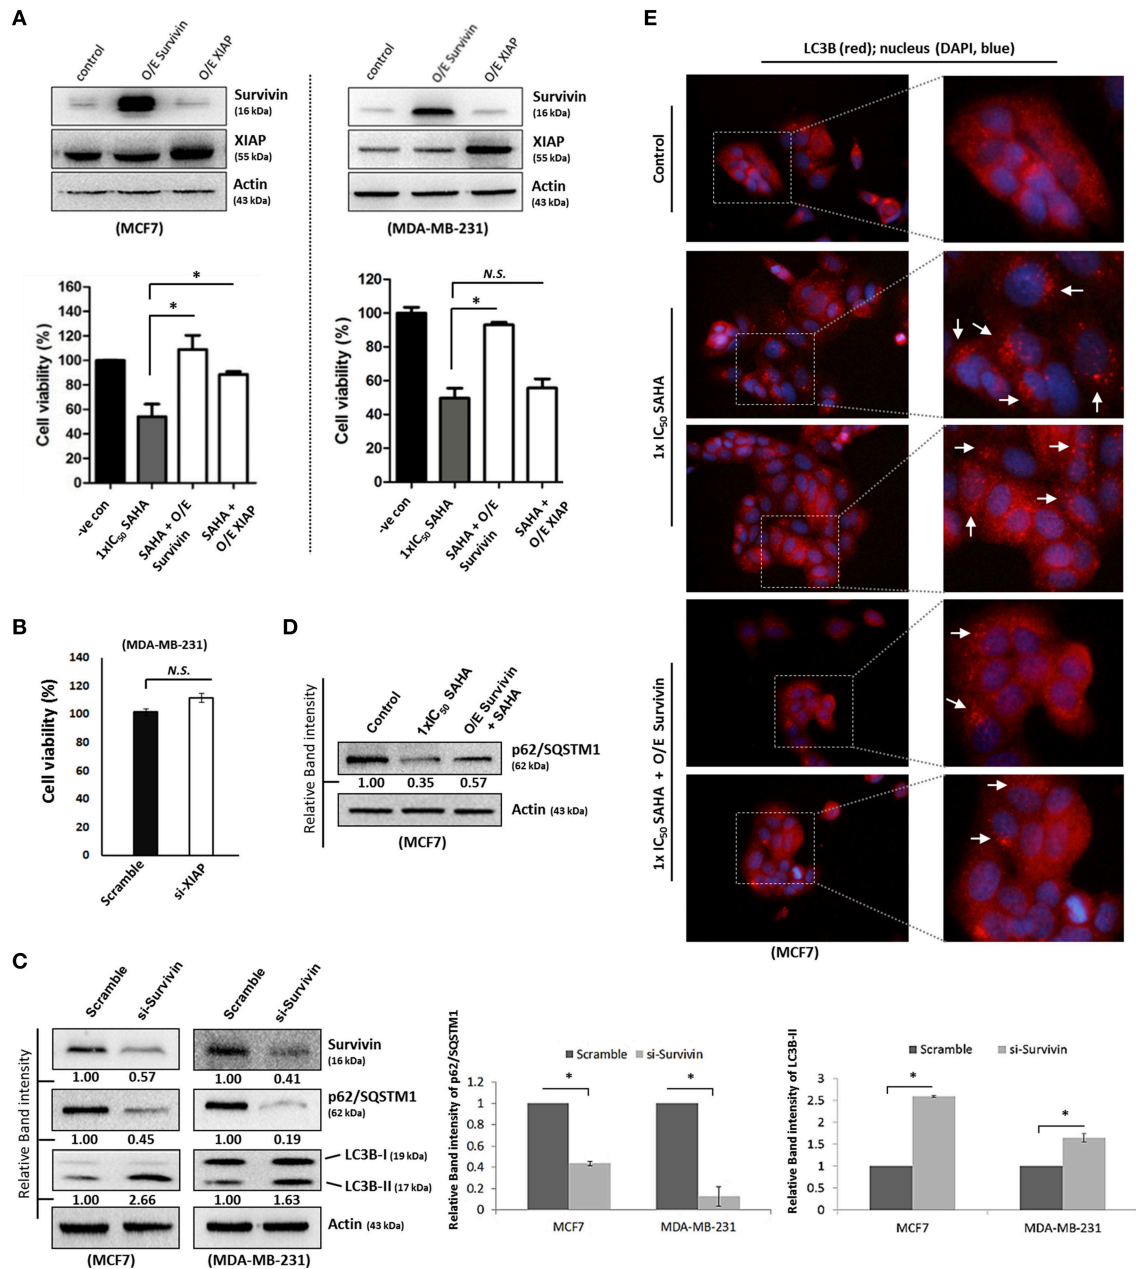 A
control
O/E Survivin
O/E XIAP
Survivin
(16 kDa)
XIAP
(55 kDa)
Actin
(43 kDa)
(MCF7)
control
O/E Survivin
O/E XIAP
Survivin
(16 kDa)
XIAP
(55 kDa)
Actin
(43 kDa)
(MDA-MB-231)
Cell viability (%)
160
140
120
100
80
60
40
20
0
*
*
-ve con
1xIC50 SAHA
SAHA + O/E Survivin
SAHA + O/E XIAP
Cell viability (%)
120
100
80
60
40
20
0
N.S.
*
-ve con
1xIC50 SAHA
SAHA + O/E Survivin
SAHA + O/E XIAP
B
(MDA-MB-231)
Cell viability (%)
140
120
100
80
60
40
20
0
N.S.
Scramble
si-XIAP
D
Relative Band intensity
Control
1xIC50 SAHA
O/E Survivin + SAHA
p62/SQSTM1
(62 kDa)
1.00 0.35 0.57
Actin (43 kDa)
(MCF7)
E
LC3B (red); nucleus (DAPI, blue)
Control
1x IC50 SAHA
1x IC50 SAHA + O/E Survivin
(MCF7)
C
Relative Band intensity
Scramble
si-Survivin
Scramble
si-Survivin
Survivin
(16 kDa)
1.00 0.57 1.00 0.41
p62/SQSTM1
(62 kDa)
1.00 0.45 1.00 0.19
LC3B-I (19 kDa)
LC3B-II (17 kDa)
1.00 2.66 1.00 1.63
Actin (43 kDa)
(MCF7)
(MDA-MB-231)
Relative Band intensity of p62/SQSTM1
Scramble si-Survivin
1.2
1
0.8
0.6
0.4
0.2
0
*
*
MCF7
MDA-MB-231
Relative Band intensity of LC3B-II
Scramble si-Survivin
3
2.5
2
1.5
1
0.5
0
*
*
MCF7
MDA-MB-231